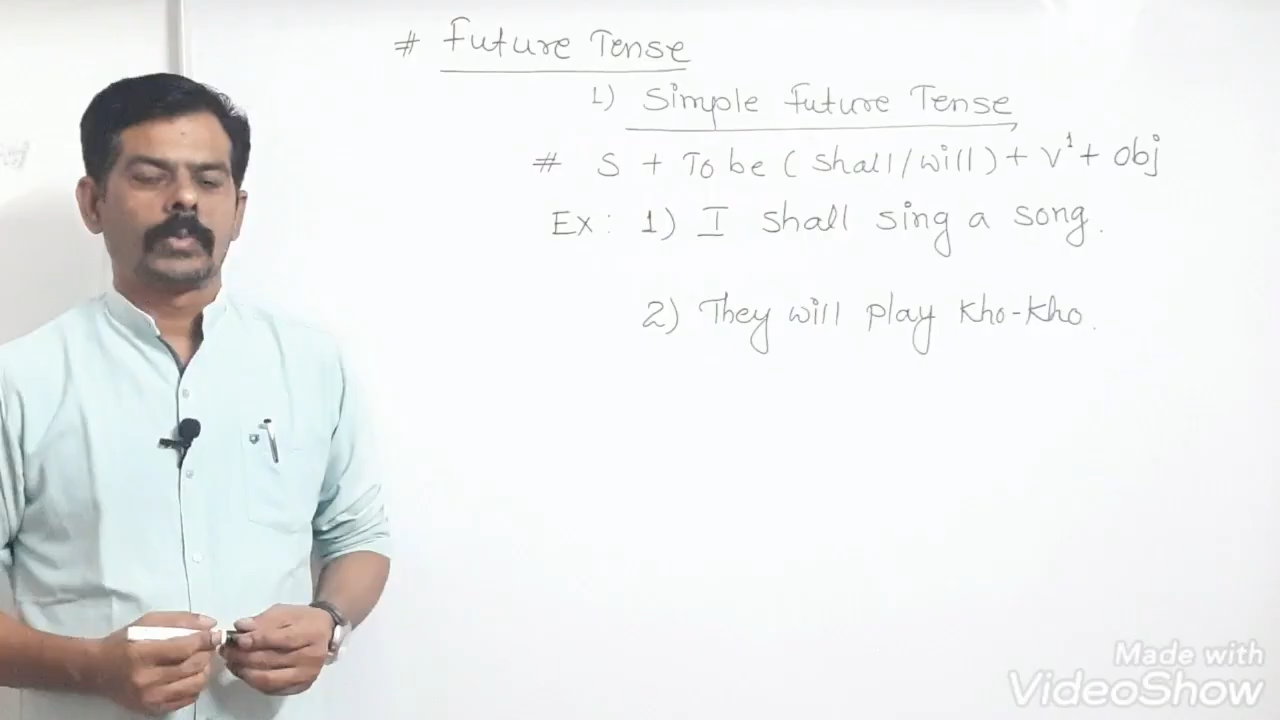 # Future Tense
1) Simple Future Tense
# S + To be (Shall/will) + V¹ + Obj
Ex: 1) I shall sing a song.
2) They will play Kho-Kho.
Made with
VideoShow